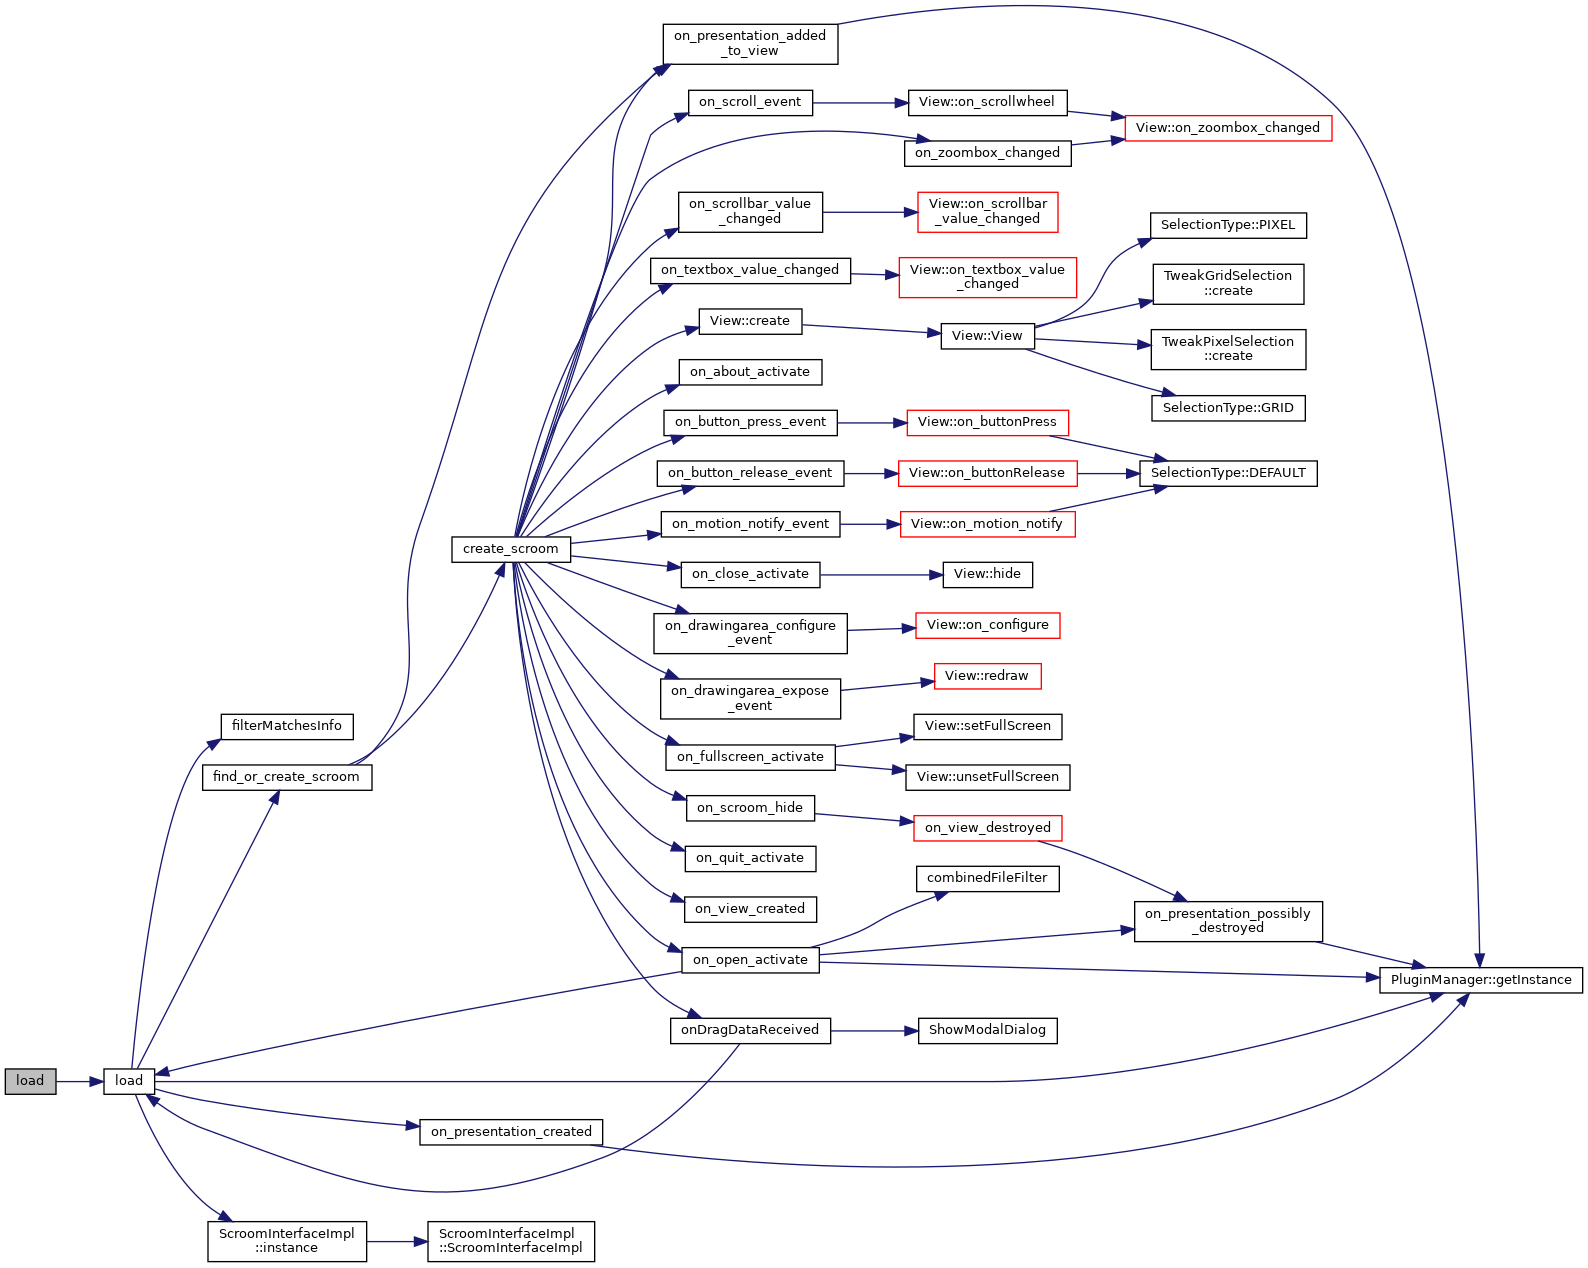 on_presentation_added
_to_view
on_scroll_event
View::on_scrollwheel
View::on_zoombox_changed
on_zoombox_changed
on_scrollbar_value
_changed
View::on_scrollbar
_value_changed
SelectionType::PIXEL
on_textbox_value_changed
View::on_textbox_value
_changed
TweakGridSelection
::create
View::create
View::View
TweakPixelSelection
::create
on_about_activate
SelectionType::GRID
on_button_press_event
View::on_buttonPress
on_button_release_event
View::on_buttonRelease
SelectionType::DEFAULT
on_motion_notify_event
View::on_motion_notify
create_scroom
on_close_activate
View::hide
on_drawingarea_configure
_event
View::on_configure
on_drawingarea_expose
_event
View::redraw
filterMatchesInfo
find_or_create_scroom
on_fullscreen_activate
View::setFullScreen
View::unsetFullScreen
on_scroom_hide
on_view_destroyed
on_quit_activate
combinedFileFilter
on_view_created
on_presentation_possibly
_destroyed
on_open_activate
PluginManager::getInstance
onDragDataReceived
ShowModalDialog
load
load
on_presentation_created
ScroomInterfaceImpl
::instance
ScroomInterfaceImpl
::ScroomInterfaceImpl